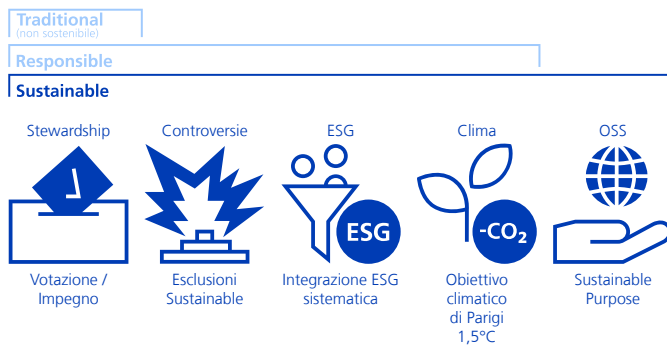 Traditional
(non sostenibile)
Responsible
Sustainable
Stewardship
Controversie
ESG
Clima
OSS
ESG
-CO₂
Votazione /
Impegno
Esclusioni
Sustainable
Integrazione ESG
sistematica
Obiettivo
climatico
di Parigi
1,5°C
Sustainable
Purpose